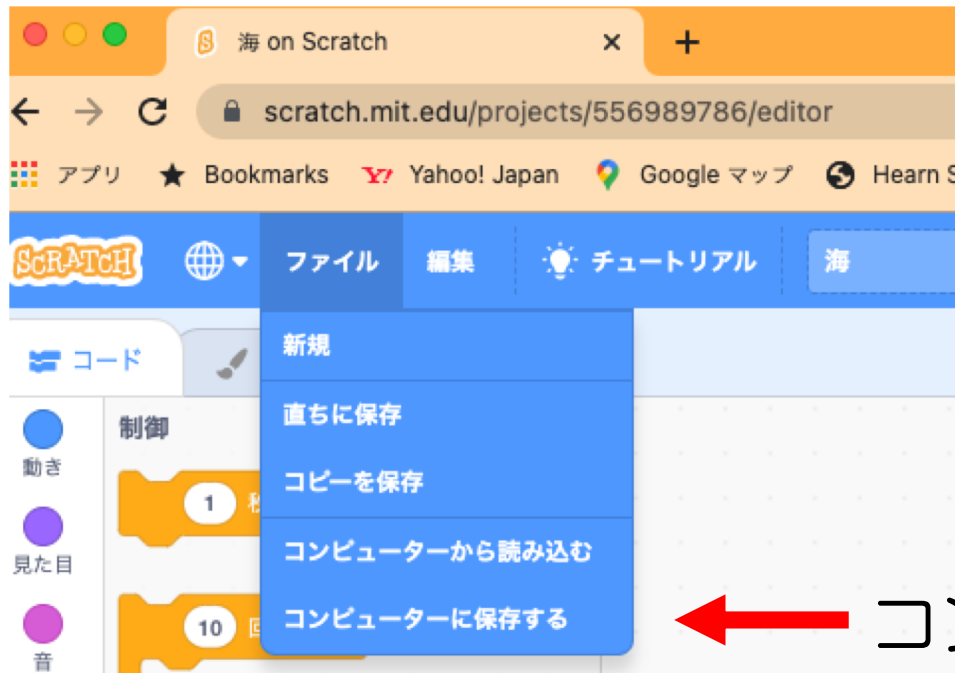 海 on Scratch
scratch.mit.edu/projects/556989786/editor
アプリ Bookmarks Yahoo! Japan Google マップ Hearn
SCRATCH ファイル 編集 チュートリアル 海
コード
新規
直ちに保存
コピーを保存
コンピューターから読み込む
コンピューターに保存する
制御
動き
1
見た目
10
音
コン